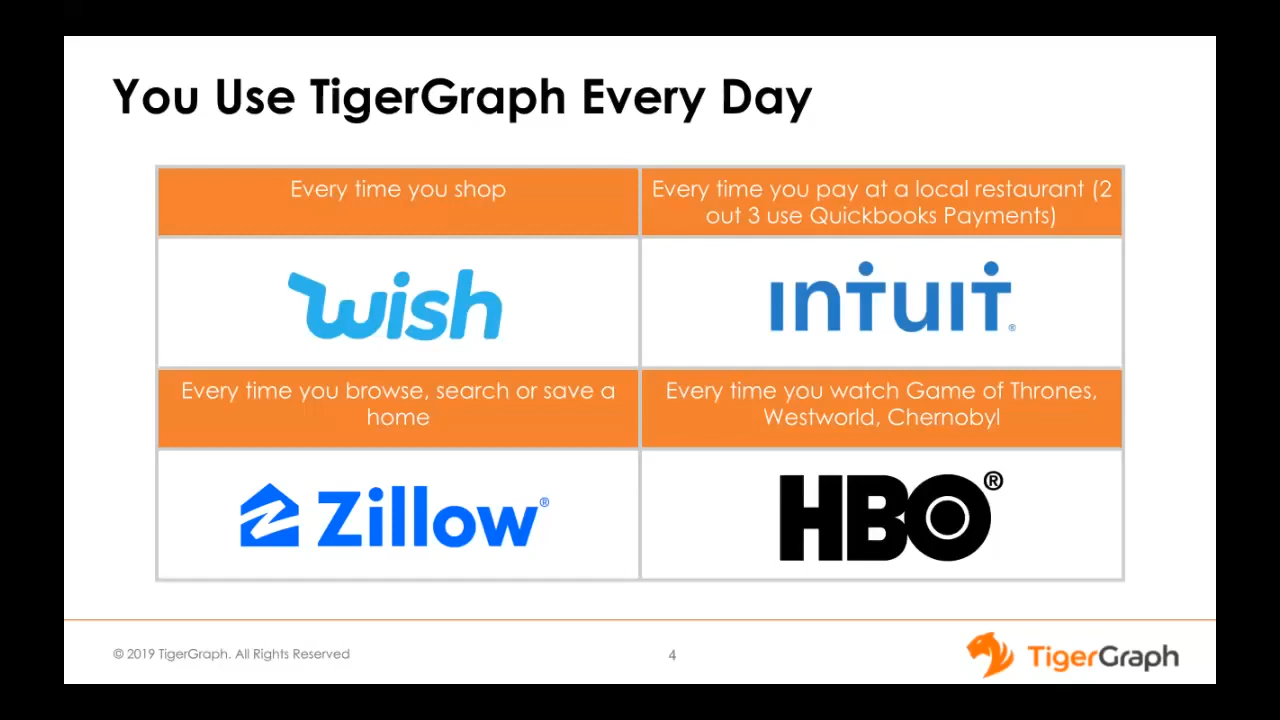 You Use TigerGraph Every Day
Every time you shop
Every time you pay at a local restaurant (2
out 3 use Quickbooks Payments)
wish
INTUIT®
Every time you browse, search or save a
home
Every time you watch Game of Thrones,
Westworld, Chernobyl
Zillow®
HBO®
© 2019 TigerGraph. All Rights Reserved
4
TigerGraph